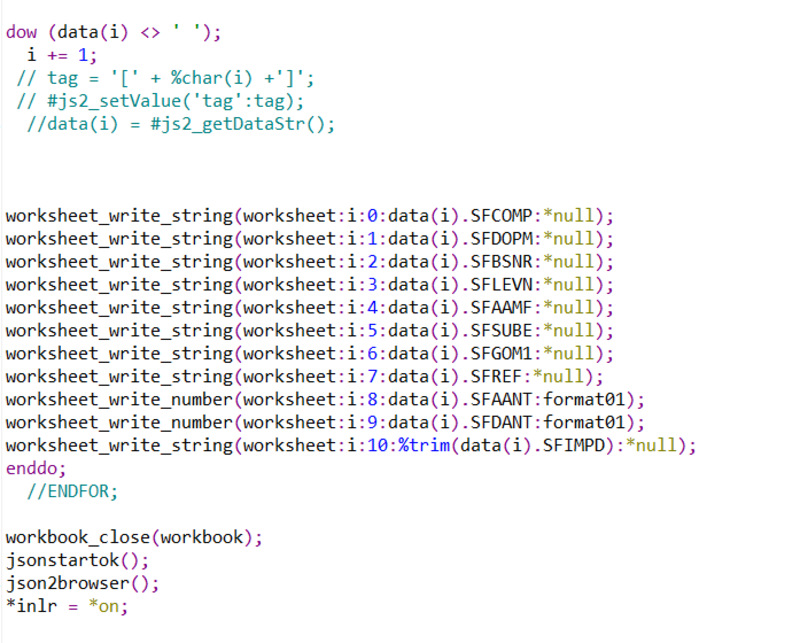 dow (data(i) <> ' ');
i += 1;
// tag = '[' + %char(i) +']';
// #js2_setValue('tag':tag);
//data(i) = #js2_getDataStr();
worksheet_write_string(worksheet:i:0:data(i).SFCOMP:*null);
worksheet_write_string(worksheet:i:1:data(i).SFDOPM:*null);
worksheet_write_string(worksheet:i:2:data(i).SFBSNR:*null);
worksheet_write_string(worksheet:i:3:data(i).SFLEVN:*null);
worksheet_write_string(worksheet:i:4:data(i).SFAAMF:*null);
worksheet_write_string(worksheet:i:5:data(i).SFSUBE:*null);
worksheet_write_string(worksheet:i:6:data(i).SFGOM1:*null);
worksheet_write_string(worksheet:i:7:data(i).SFREF:*null);
worksheet_write_number(worksheet:i:8:data(i).SFAANT:format01);
worksheet_write_number(worksheet:i:9:data(i).SFDANT:format01);
worksheet_write_string(worksheet:i:10:%trim(data(i).SFIMPD):*null);
enddo;
//ENDFOR;
workbook_close(workbook);
jsonstartok();
json2browser();
*inlr = *on;